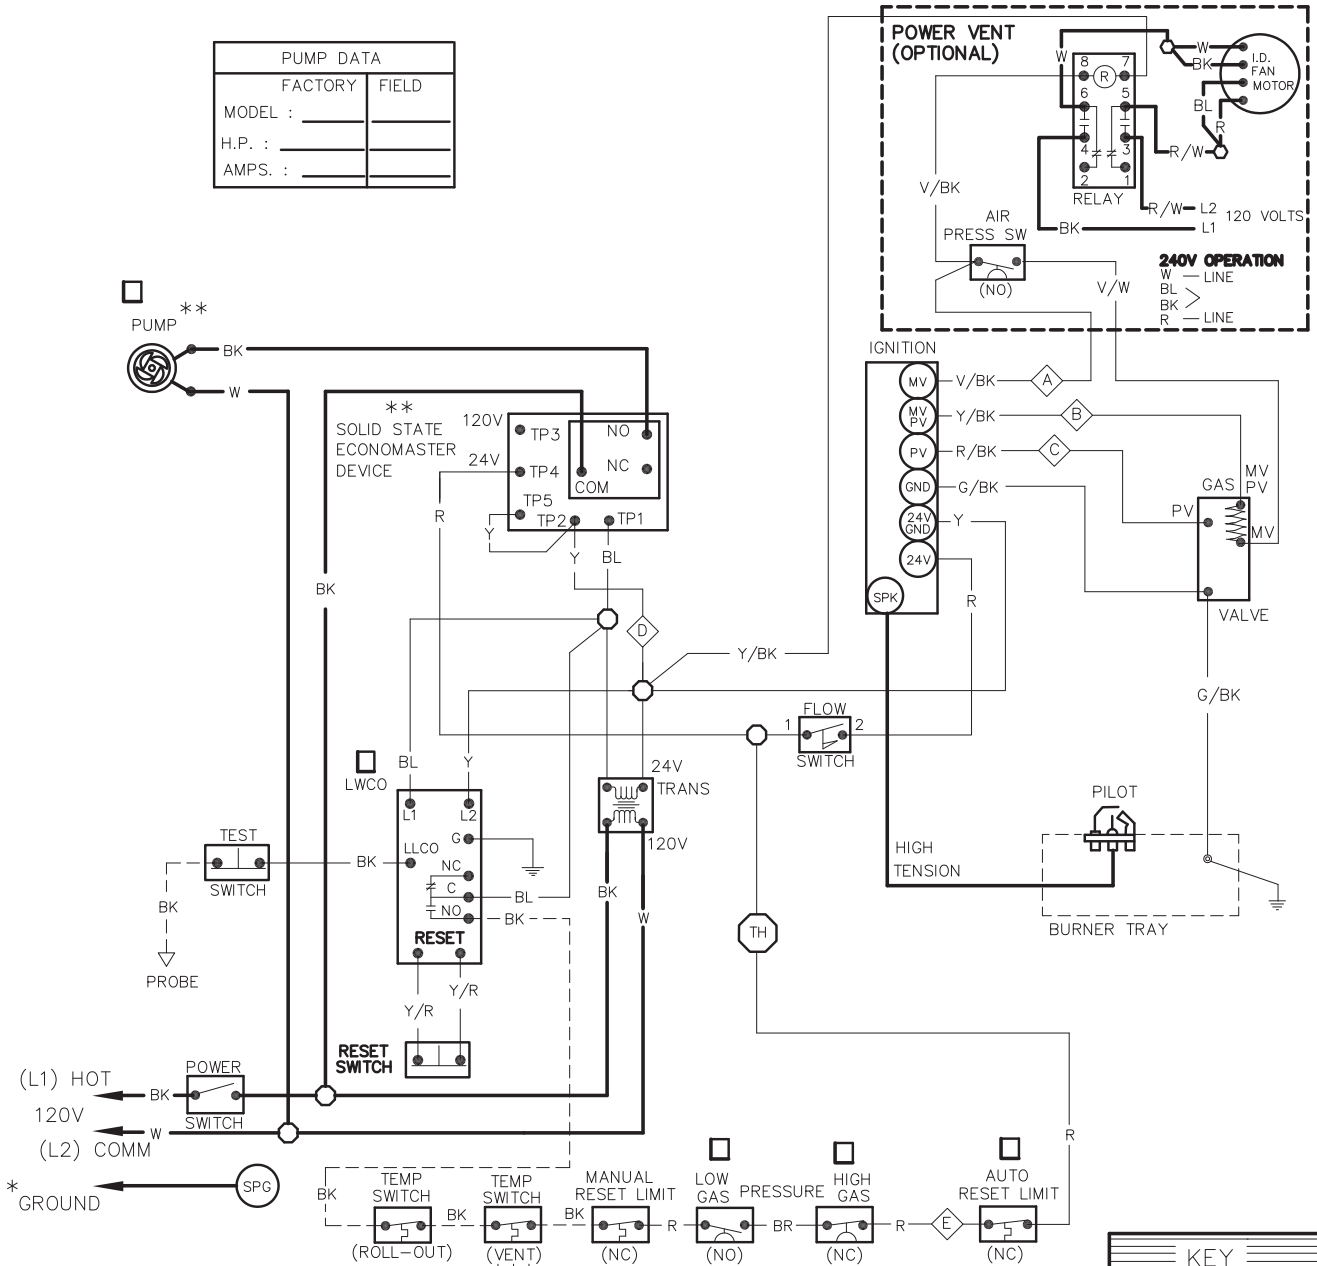 POWER VENT
(OPTIONAL)
W
W
BK
I.D.
FAN
MOTOR
8
7
R
6
5
BL
R
4
3
R/W
2
1
RELAY
V/BK
R/W
L2
120 VOLTS
BK
L1
AIR
PRESS SW
(NO)
V/W
240V OPERATION
W — LINE
BL
BK
R — LINE
PUMP DATA
FACTORY
FIELD
MODEL :
H.P. :
AMPS. :
**
PUMP
BK
W
**
SOLID STATE
ECONOMASTER
DEVICE
120V
TP3
NO
24V
TP4
NC
COM
TP5
TP2
TP1
R
Y
Y
BL
BK
IGNITION
MV
V/BK
A
MV
PV
Y/BK
B
PV
R/BK
C
GND
G/BK
24V
GND
Y
24V
R
SPK
GAS
MV
PV
PV
MV
VALVE
G/BK
D
Y/BK
FLOW
1
2
SWITCH
BL
Y
LWCO
24V
TRANS
120V
L1
L2
G
LLCO
NC
C
NO
RESET
BL
BK
BK
W
TEST
SWITCH
BK
BK
PROBE
Y/R
Y/R
RESET
SWITCH
HIGH
TENSION
PILOT
BURNER TRAY
TH
R
(L1) HOT
BK
POWER
SWITCH
120V
W
(L2) COMM
*
GROUND
SPG
BK
TEMP
SWITCH
(ROLL-OUT)
BK
TEMP
SWITCH
(VENT)
BK
MANUAL
RESET LIMIT
(NC)
R
LOW
GAS
(NO)
PRESSURE
BR
HIGH
GAS
(NC)
R
E
AUTO
RESET LIMIT
(NC)
KEY